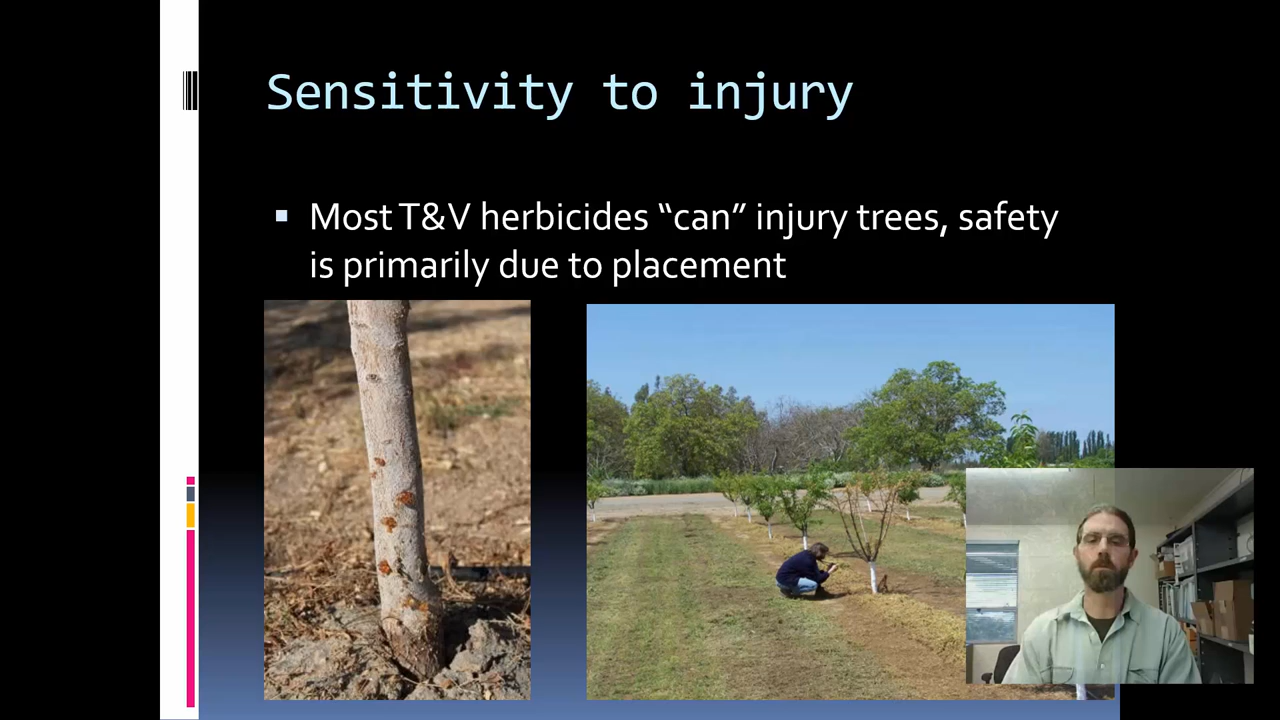 Sensitivity to injury
Most T&V herbicides “can” injury trees, safety
is primarily due to placement